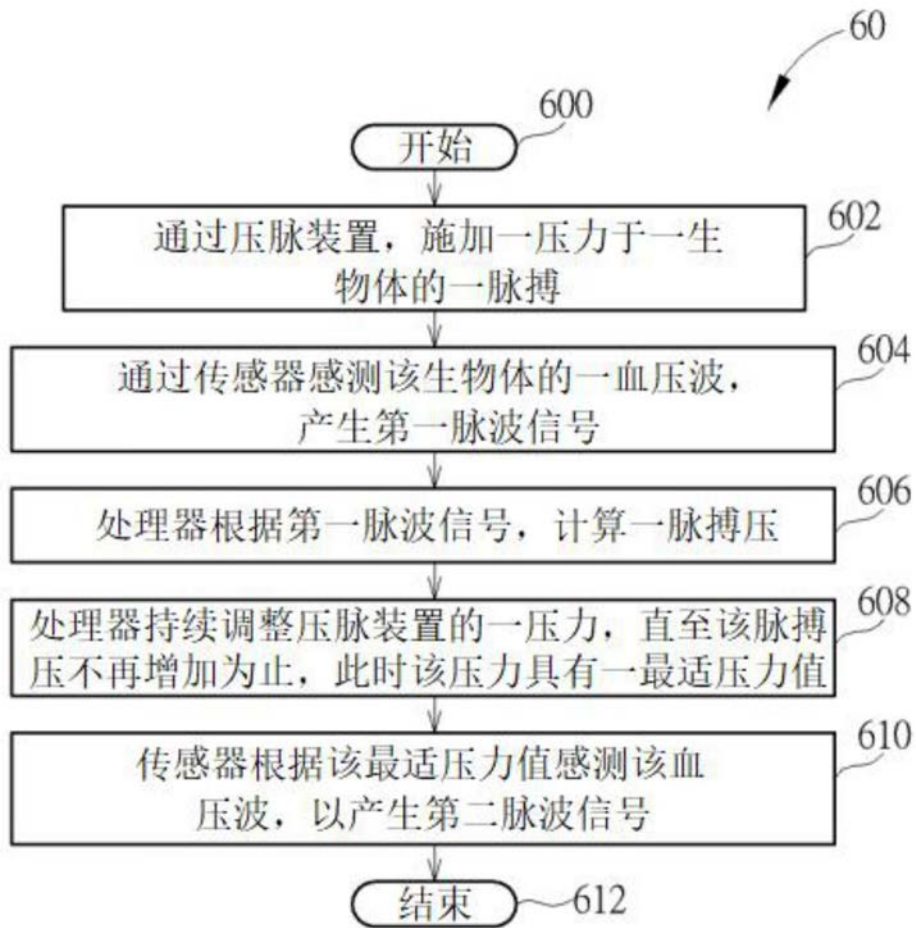 60
开始
600
通过压脉装置，施加一压力于一生
物体的一脉搏
602
通过传感器感测该生物体的一血压波，
产生第一脉波信号
604
处理器根据第一脉波信号，计算一脉搏压
606
处理器持续调整压脉装置的一压力，直至该脉搏
压不再增加为止，此时该压力具有一最适压力值
608
传感器根据该最适压力值感测该血
压波，以产生第二脉波信号
610
结束
612